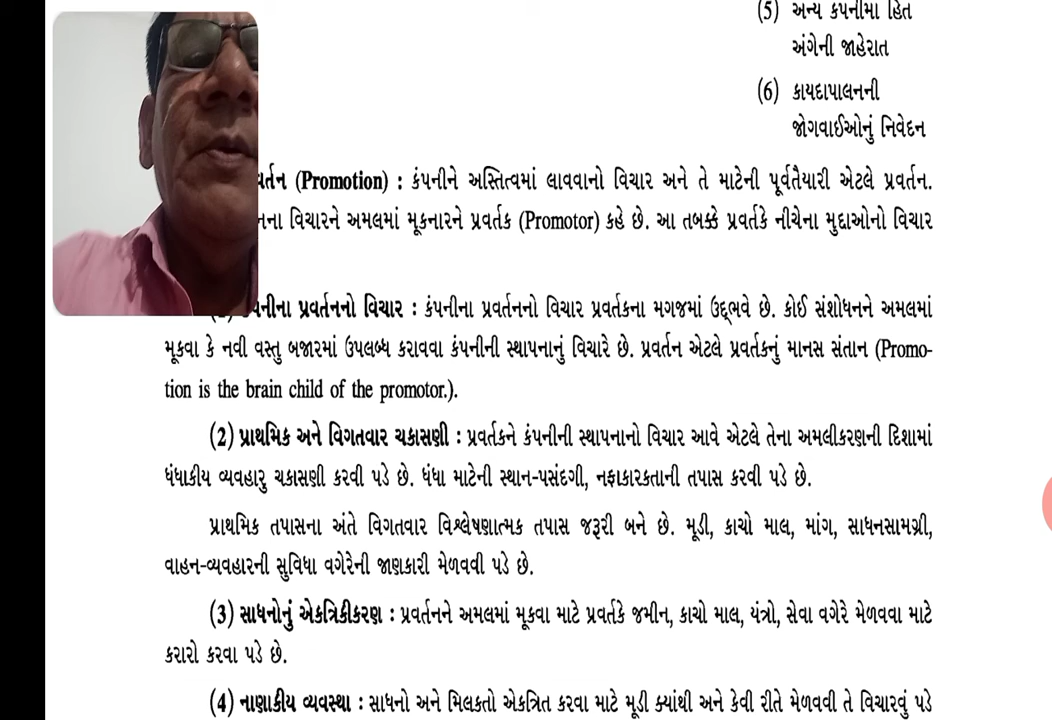 (5) અન્ય કંપનીમાં હિત
અંગેની જાહેરાત
(6) કાયદાપાલનની
જોગવાઈઓનું નિવેદન
(Promotion) : કંપનીને અસ્તિત્વમાં લાવવાનો વિચાર અને તે માટેની પૂર્વતૈયારી એટલે પ્રવર્તન.
વિચારને અમલમાં મૂકનારને પ્રવર્તક (Promotor) કહે છે. આ તબક્કે પ્રવર્તકે નીચેના મુદ્દાઓનો વિચાર
પ્રવર્તનનો વિચાર : કંપનીના પ્રવર્તનનો વિચાર પ્રવર્તકના મગજમાં ઉદ્ભવે છે. કોઈ સંશોધનને અમલમાં
મૂકવા કે નવી વસ્તુ બજારમાં ઉપલબ્ધ કરાવવા કંપનીની સ્થાપનાનું વિચારે છે. પ્રવર્તન એટલે પ્રવર્તકનું માનસ સંતાન (Promo-
tion is the brain child of the promotor.).
(2) પ્રાથમિક અને વિગતવાર ચકાસણી : પ્રવર્તકને કંપનીની સ્થાપનાનો વિચાર આવે એટલે તેના અમલીકરણની દિશામાં
ધંધાકીય વ્યવહારુ ચકાસણી કરવી પડે છે. ધંધા માટેની સ્થાન-પસંદગી, નફાકારકતાની તપાસ કરવી પડે છે.
પ્રાથમિક તપાસના અંતે વિગતવાર વિશ્લેષણાત્મક તપાસ જરૂરી બને છે. મૂડી, કાચો માલ, માંગ, સાધનસામગ્રી,
વાહન-વ્યવહારની સુવિધા વગેરેની જાણકારી મેળવવી પડે છે.
(3) સાધનોનું એકત્રિકીકરણ : પ્રવર્તનને અમલમાં મૂકવા માટે પ્રવર્તકે જમીન, કાચો માલ, યંત્રો, સેવા વગેરે મેળવવા માટે
કરારો કરવા પડે છે.
(4) નાણાકીય વ્યવસ્થા : સાધનો અને મિલકતો એકત્રિત કરવા માટે મૂડી ક્યાંથી અને કેવી રીતે મેળવવી તે વિચારવું પડે